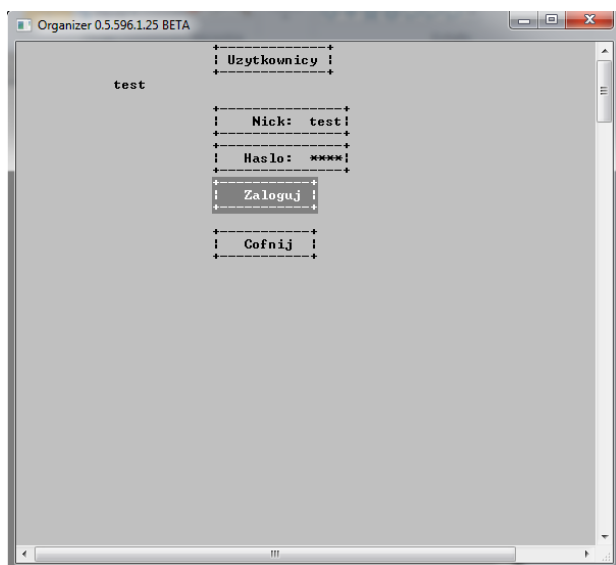 Organizer 0.5.596.1.25 BETA
Uzytkownicy
test
Nick: test
Haslo: ****
Zaloguj
Cofnij